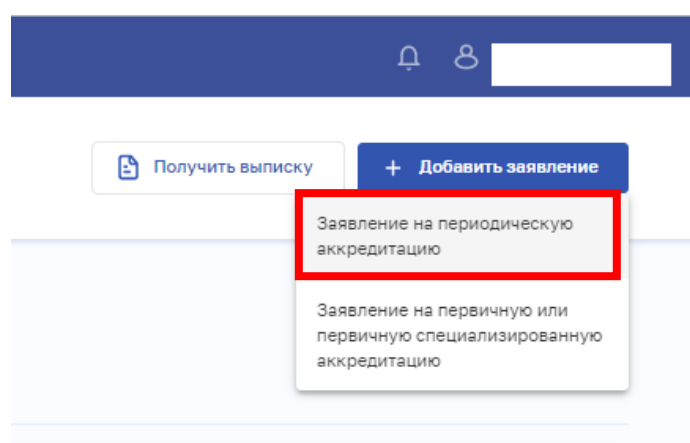 Получить выписку
+ Добавить заявление
Заявление на периодическую
аккредитацию
Заявление на первичную или
первичную специализированную
аккредитацию